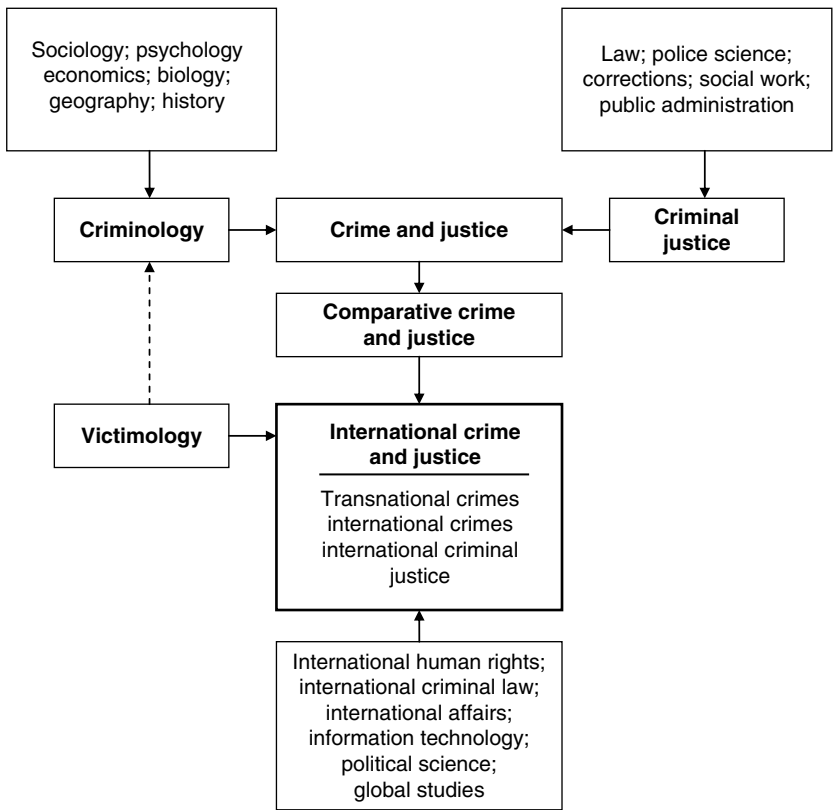 Sociology; psychology
economics; biology;
geography; history
Law; police science;
corrections; social work;
public administration
Criminology
Crime and justice
Criminal
justice
Comparative crime
and justice
Victimology
International crime
and justice
Transnational crimes
international crimes
international criminal
justice
International human rights;
international criminal law;
international affairs;
information technology;
political science;
global studies